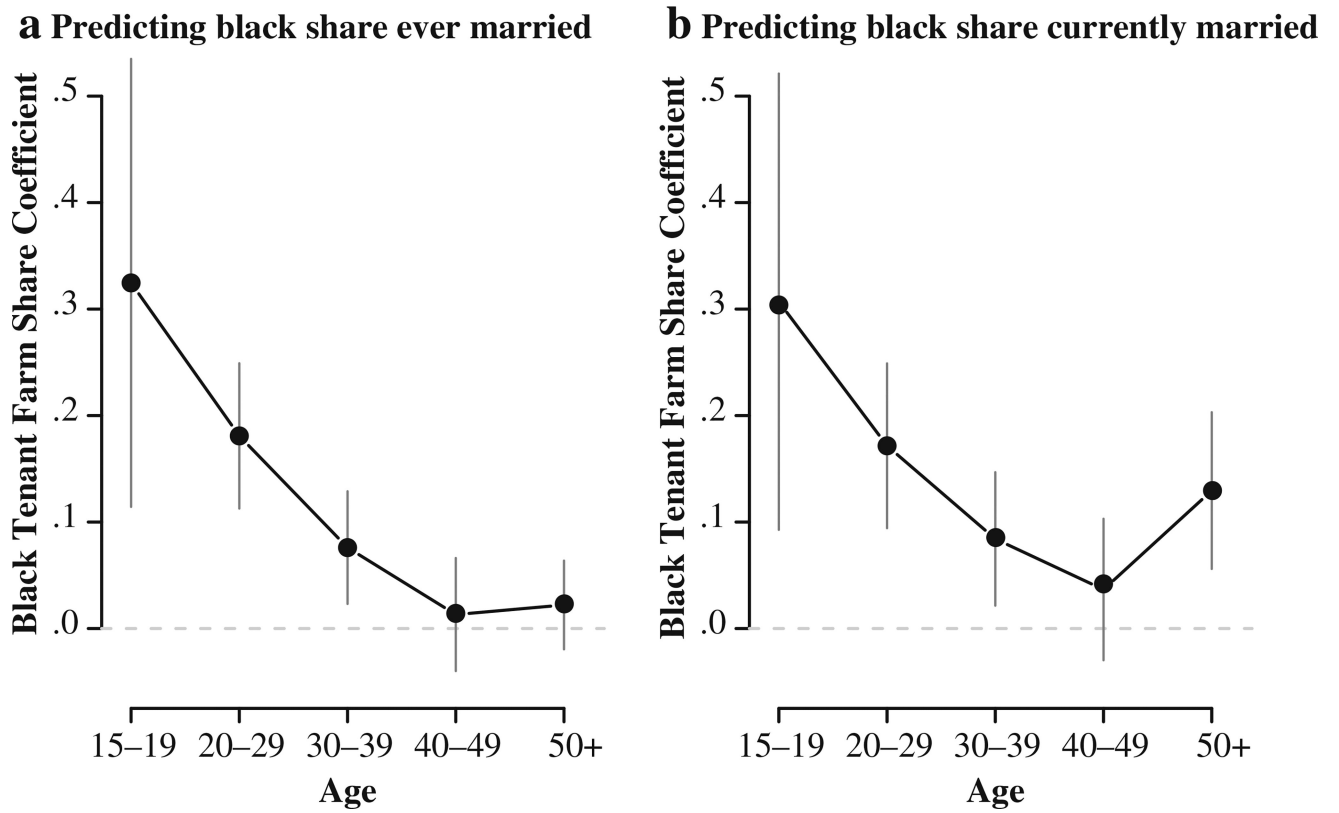 a Predicting black share ever married
Black Tenant Farm Share Coefficient
.5
.4
.3
.2
.1
.0
15–19 20–29 30–39 40–49 50+
Age
b Predicting black share currently married
Black Tenant Farm Share Coefficient
.5
.4
.3
.2
.1
.0
15–19 20–29 30–39 40–49 50+
Age